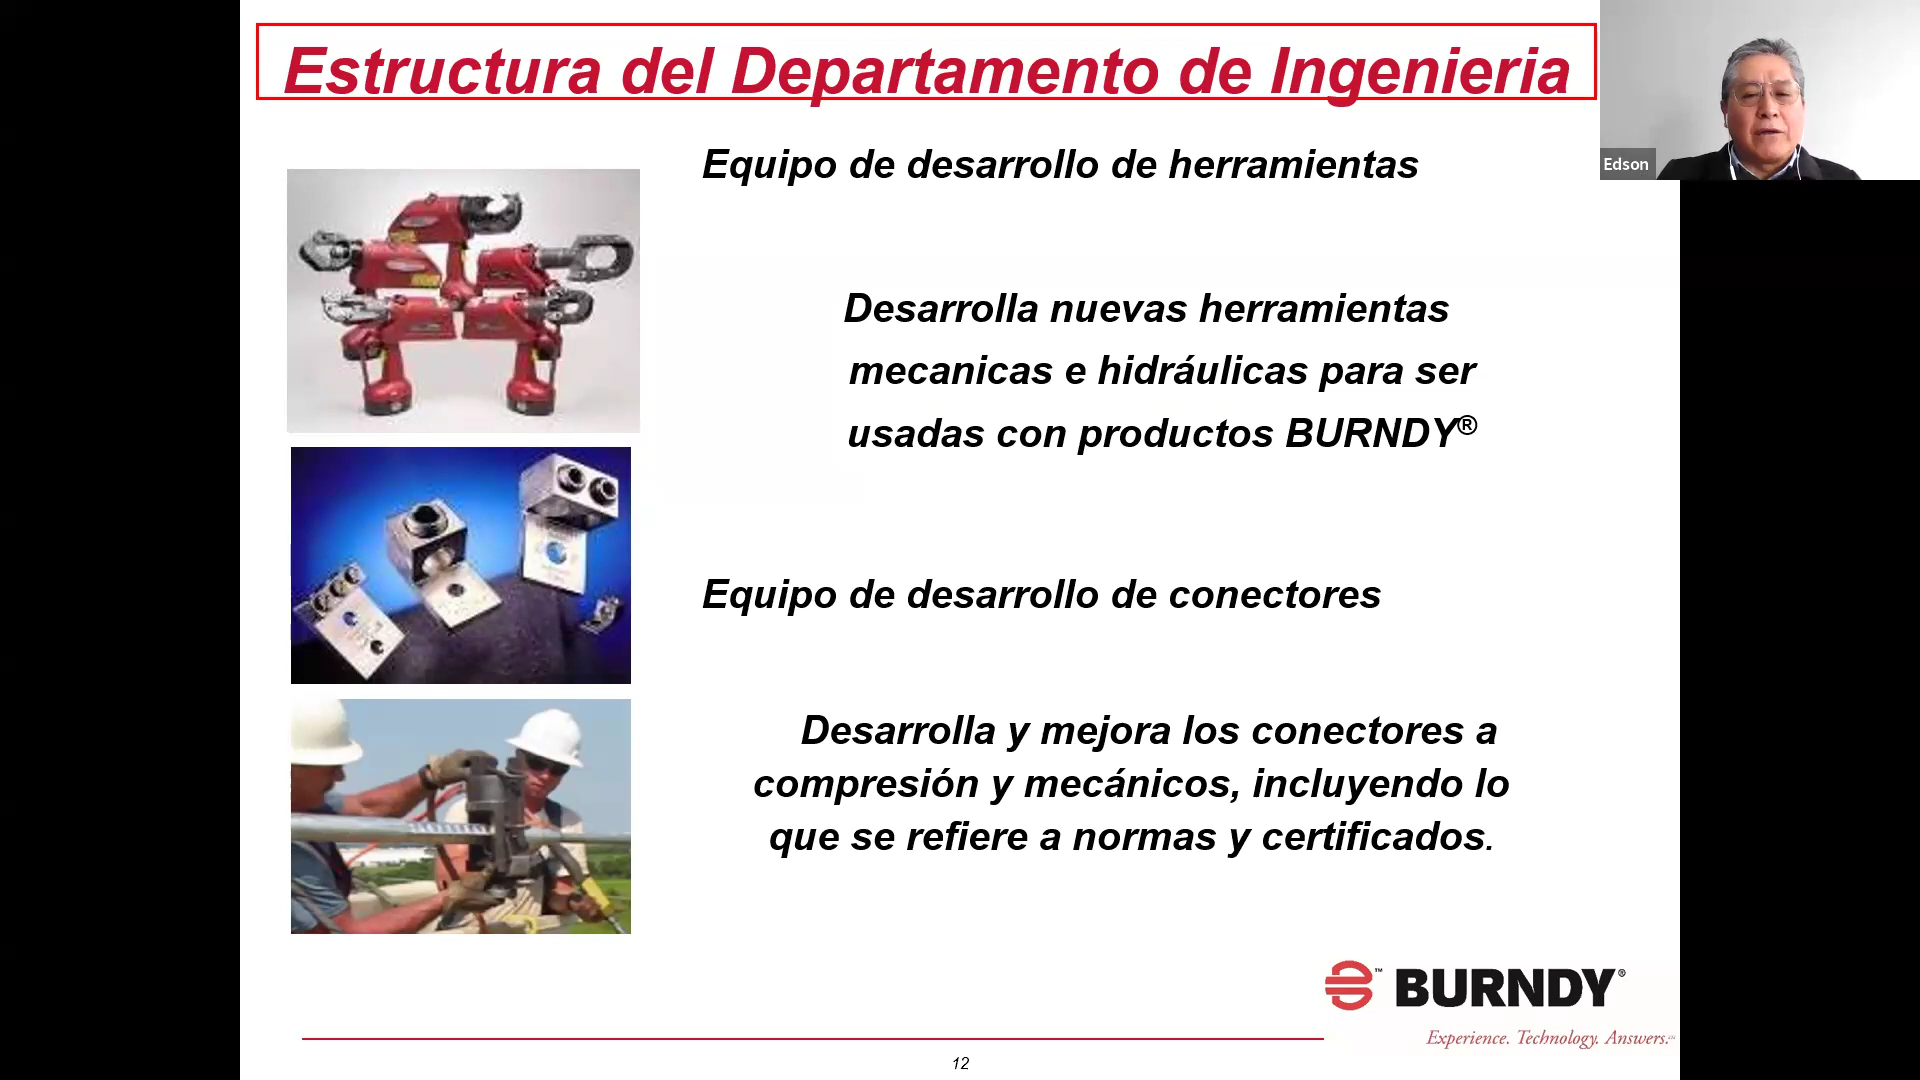 Estructura del Departamento de Ingenieria
Edson
Equipo de desarrollo de herramientas
Desarrolla nuevas herramientas
mecanicas e hidráulicas para ser
usadas con productos BURNDY®
Equipo de desarrollo de conectores
Desarrolla y mejora los conectores a
compresión y mecánicos, incluyendo lo
que se refiere a normas y certificados.
™ BURNDY®
Experience. Technology. Answers.
12